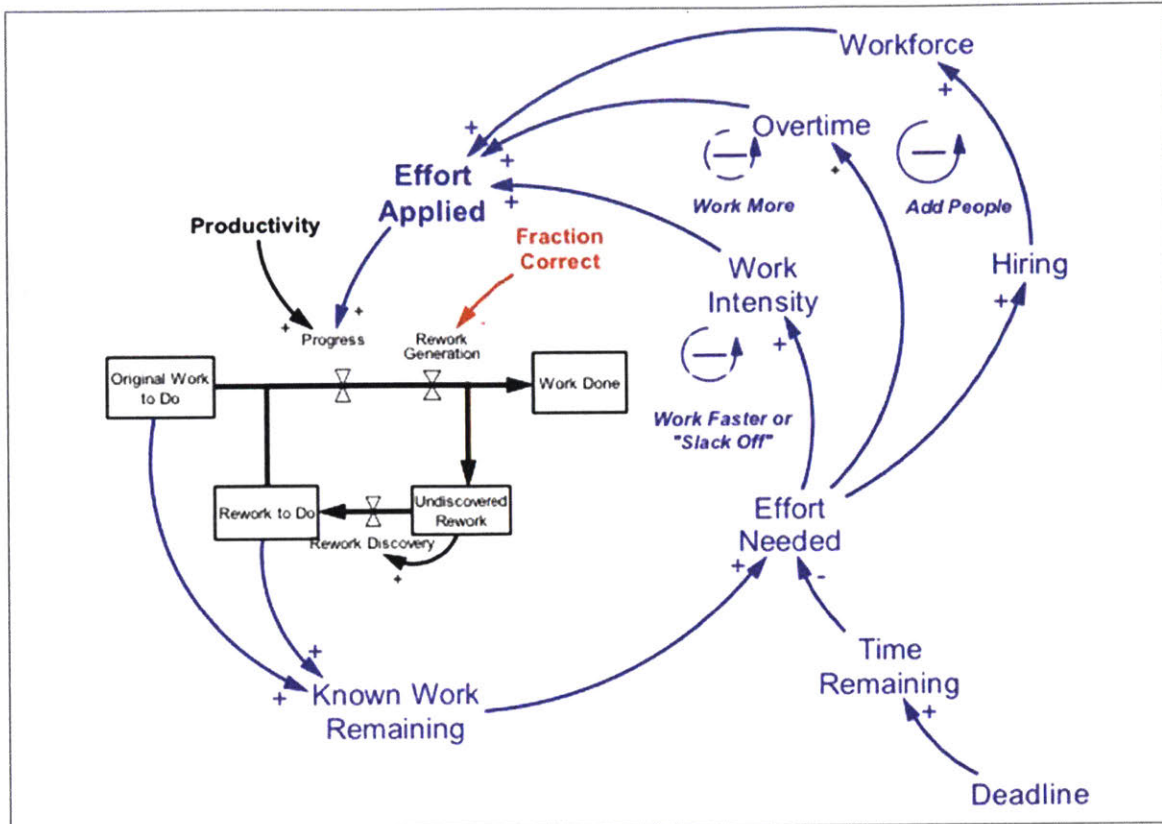 Workforce
+
Overtime
+
Work More
Add People
+
+
+
Effort
Applied
Productivity
Fraction
Correct
Work
Intensity
Hiring
+
+
+
+
-
Progress
Rework
Generation
Original Work
to Do
Work Done
Work Faster or
"Slack Off"
Rework to Do
Undiscovered
Rework
Rework Discovery
+
Effort
Needed
+
-
Time
Remaining
+
+
+
Known Work
Remaining
Deadline